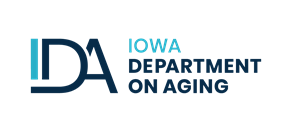 IDA
IOWA
DEPARTMENT
ON AGING